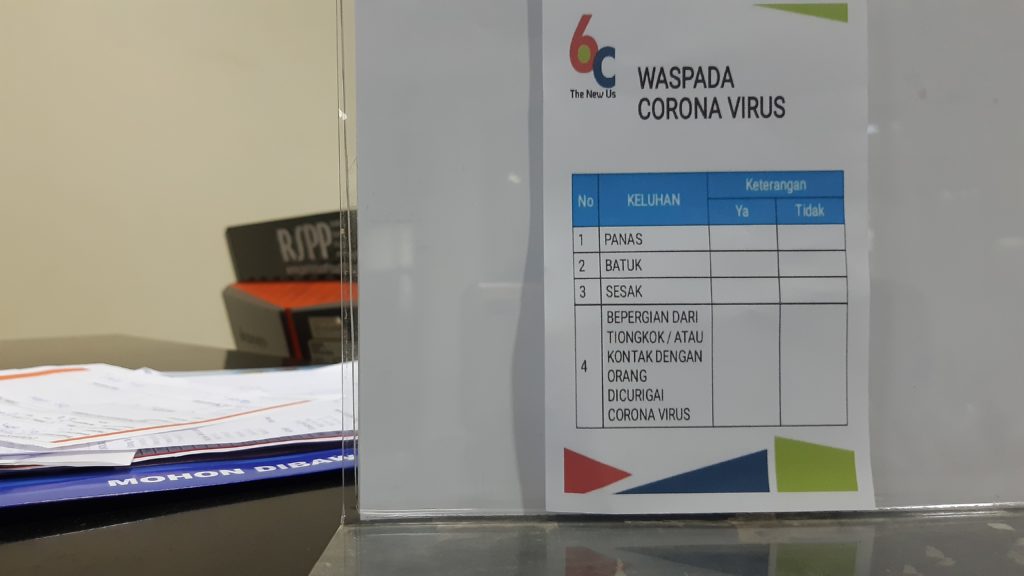 6C
The New Us
WASPADA
CORONA VIRUS
No KELUHAN Keterangan
Ya Tidak
1 PANAS
2 BATUK
3 SESAK
4 BEPERGIAN DARI
TIONGKOK / ATAU
KONTAK DENGAN
ORANG
DICURIGAI
CORONA VIRUS
RSPP
MOHON DIBAW